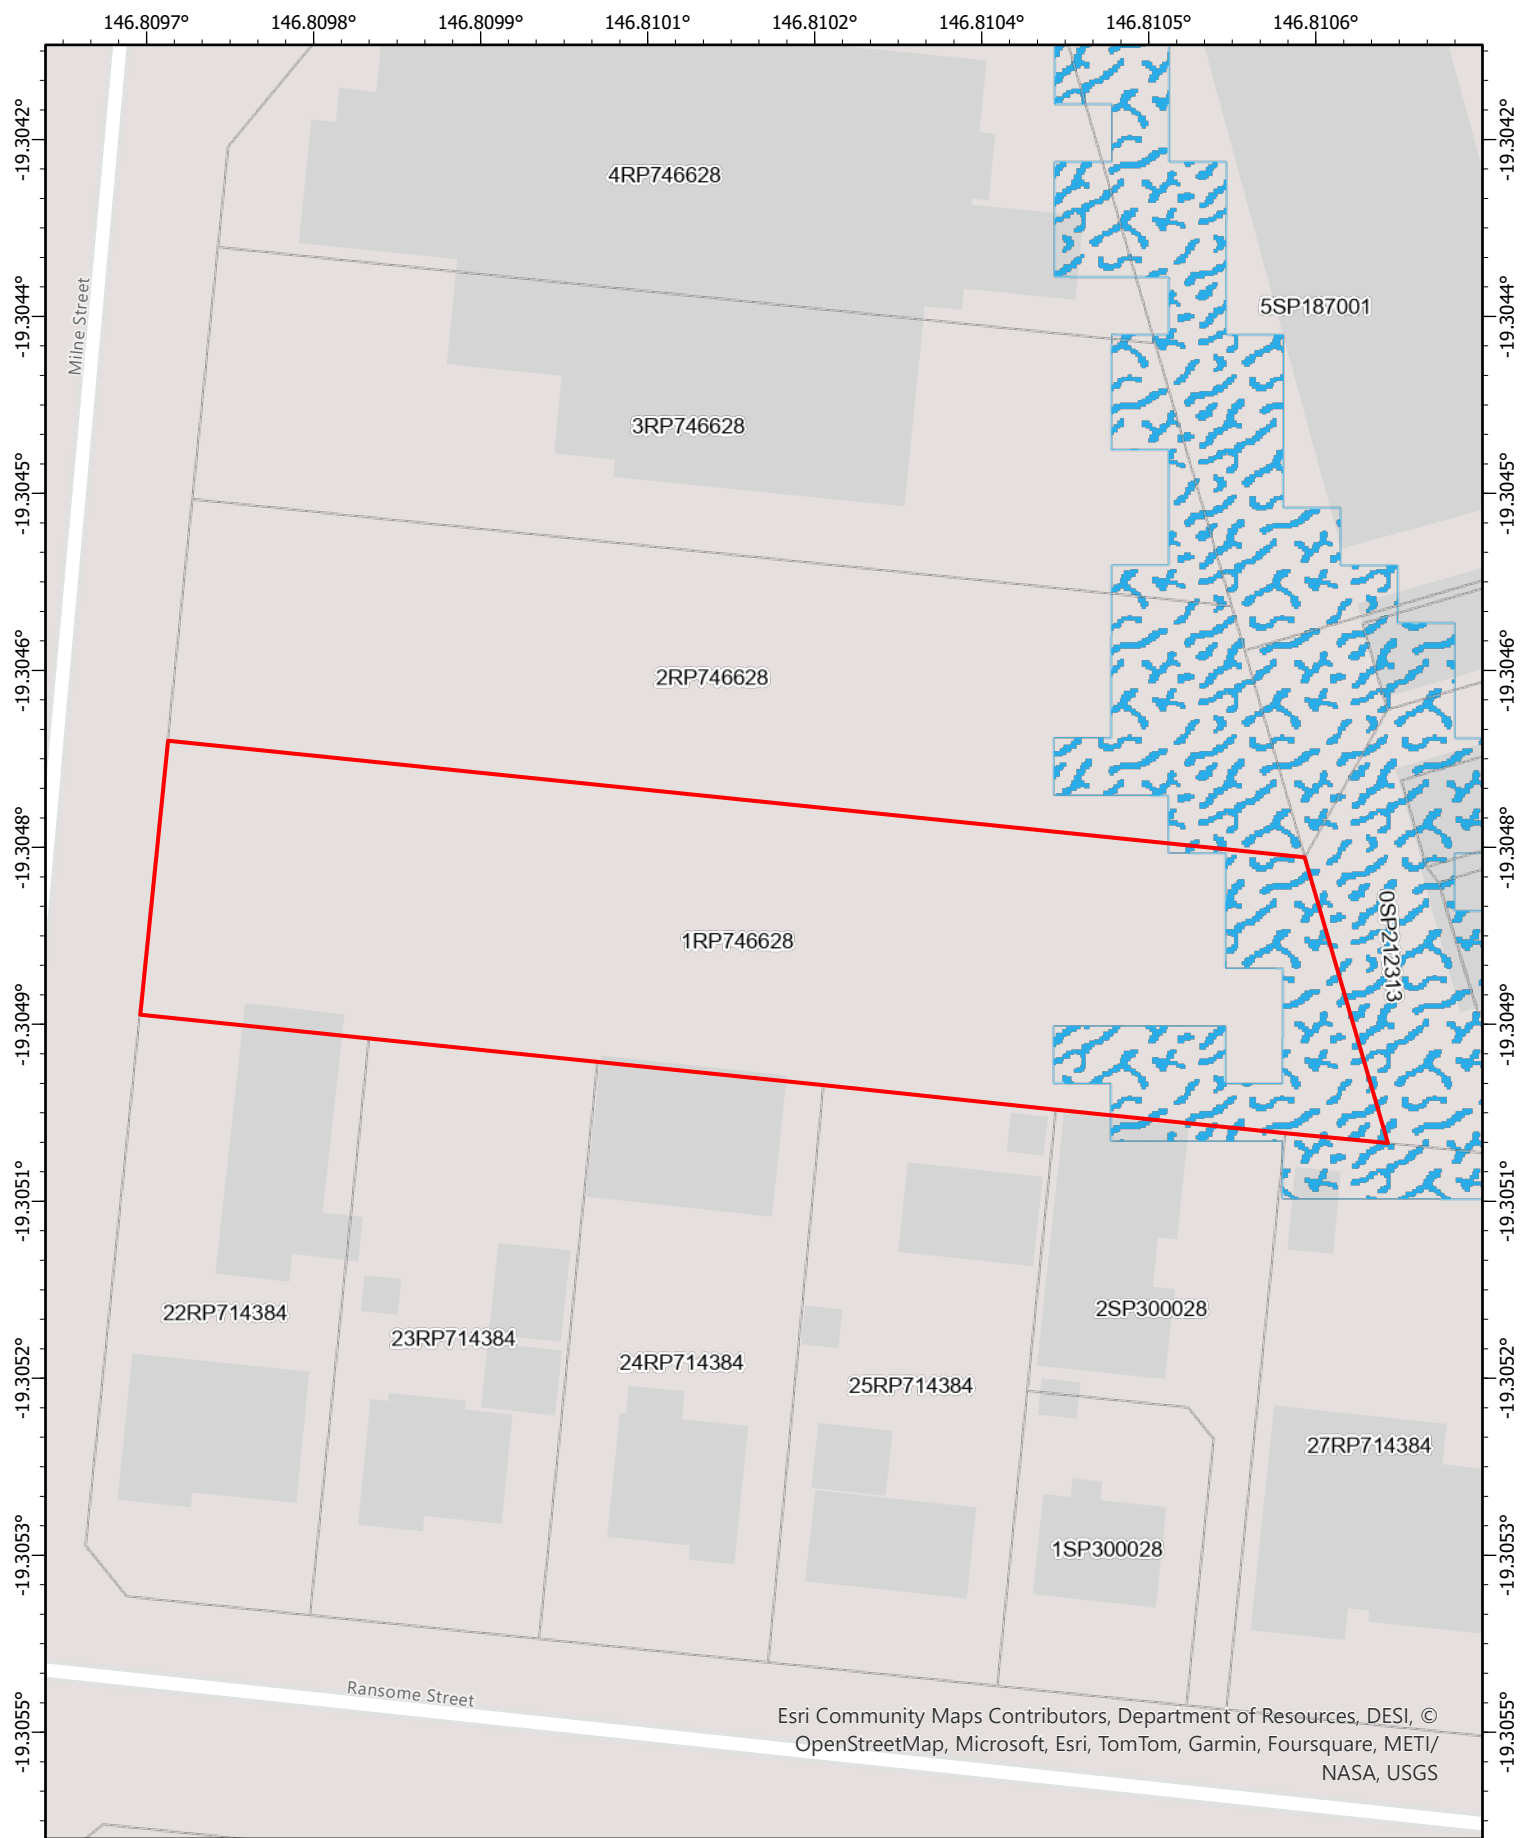 146.8097° 146.8098° 146.8099° 146.8101° 146.8102° 146.8104° 146.8105° 146.8106°
-19.3042° -19.3042°
4RP746628
Milne Street
-19.3044° 5SP187001 -19.3044°
3RP746628
-19.3045° -19.3045°
2RP746628
-19.3046° -19.3046°
-19.3048° -19.3048°
1RP746628
0SP212313
-19.3049° -19.3049°
-19.3051° -19.3051°
22RP714384
23RP714384
24RP714384
25RP714384
2SP300028
-19.3052° -19.3052°
27RP714384
1SP300028
-19.3053° -19.3053°
Ransome Street
-19.3055° -19.3055°
Esri Community Maps Contributors, Department of Resources, DESI, ©
OpenStreetMap, Microsoft, Esri, TomTom, Garmin, Foursquare, METI/
NASA, USGS